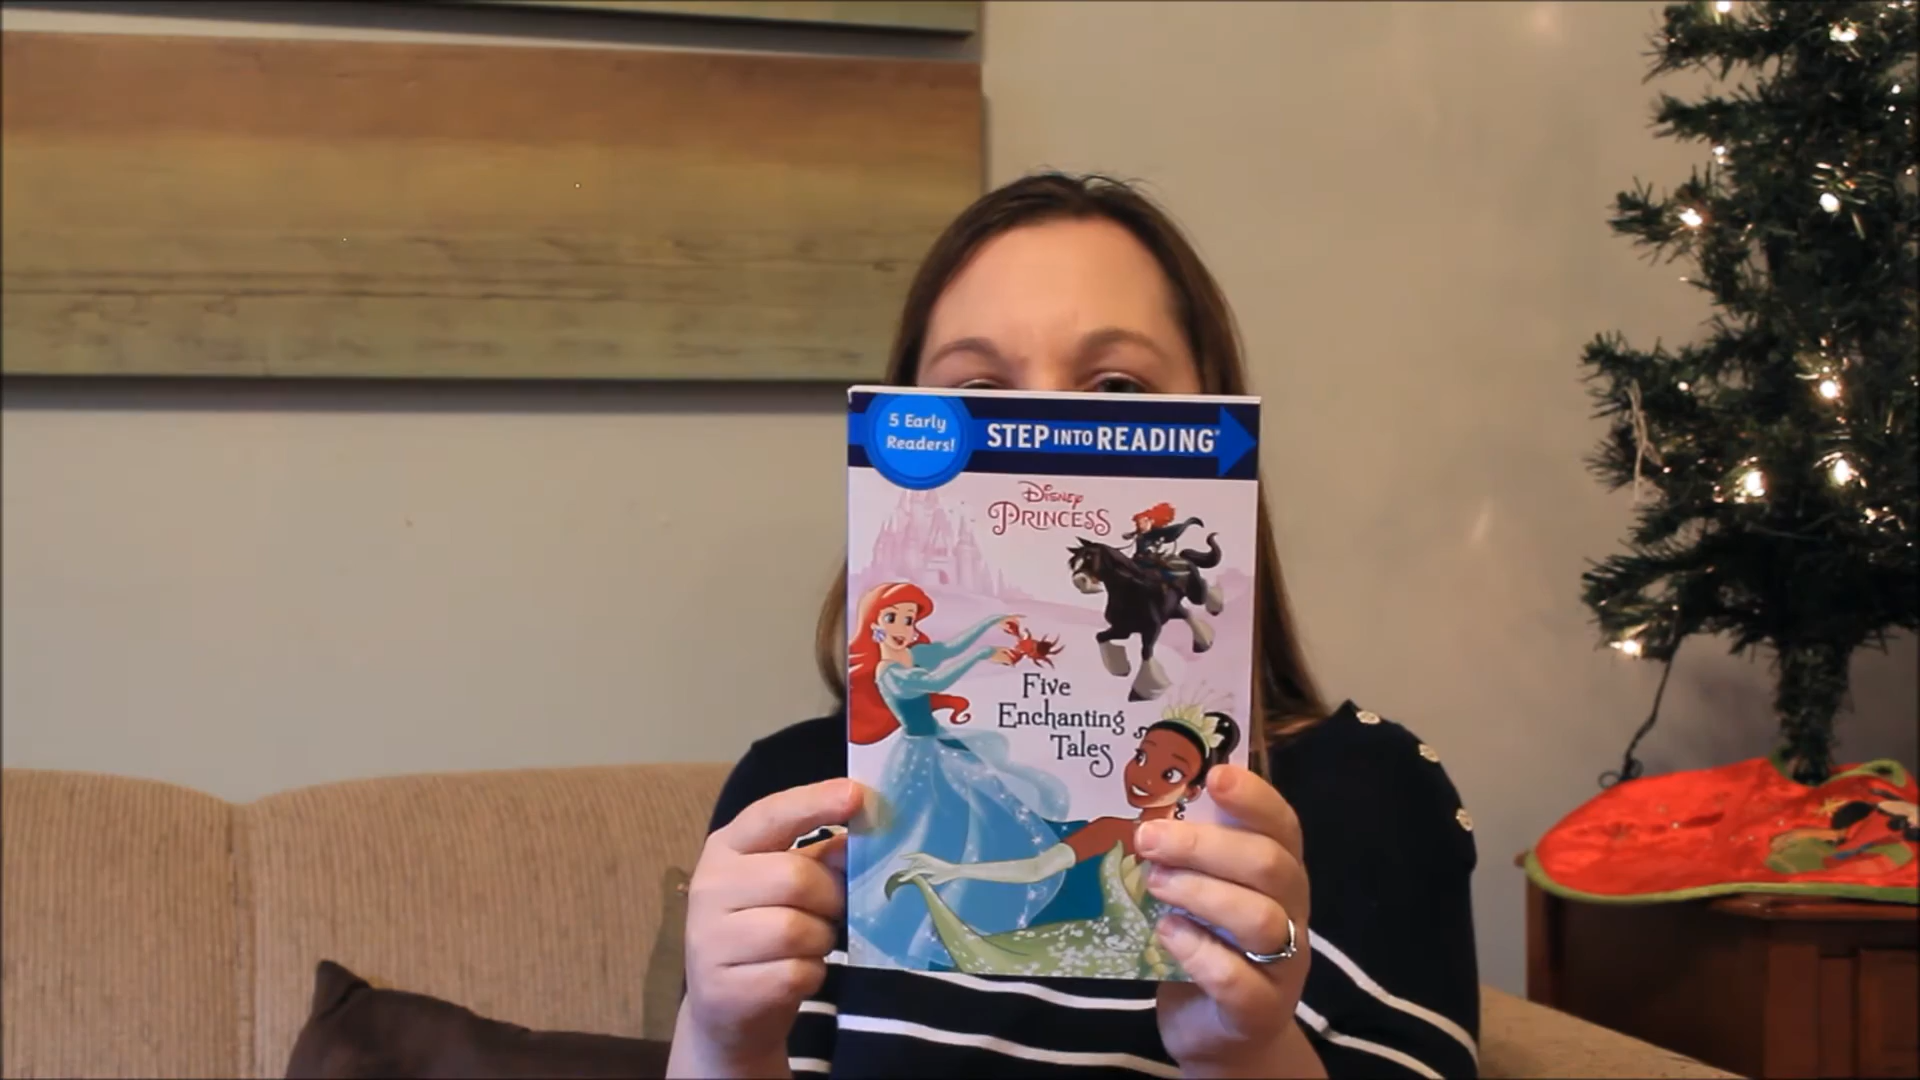 5 Early
Readers!
STEP INTO READING®
Disney
PRINCESS
Five
Enchanting
Tales